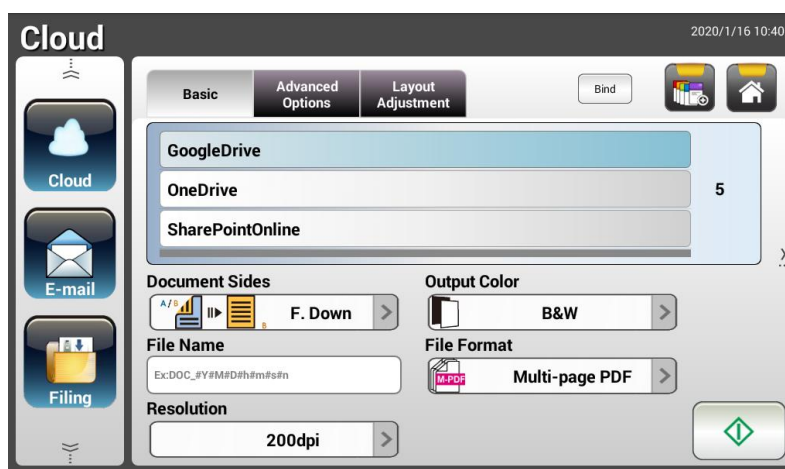 Cloud
2020/1/16 10:40
Basic
Advanced
Options
Layout
Adjustment
Bind
Cloud
E-mail
Filing
GoogleDrive
OneDrive
SharePointOnline
5
Document Sides
A/B
B
F. Down
Output Color
B&W
File Name
Ex:DOC_#Y#M#D#h#m#s#n
File Format
M-PDF
Multi-page PDF
Resolution
200dpi